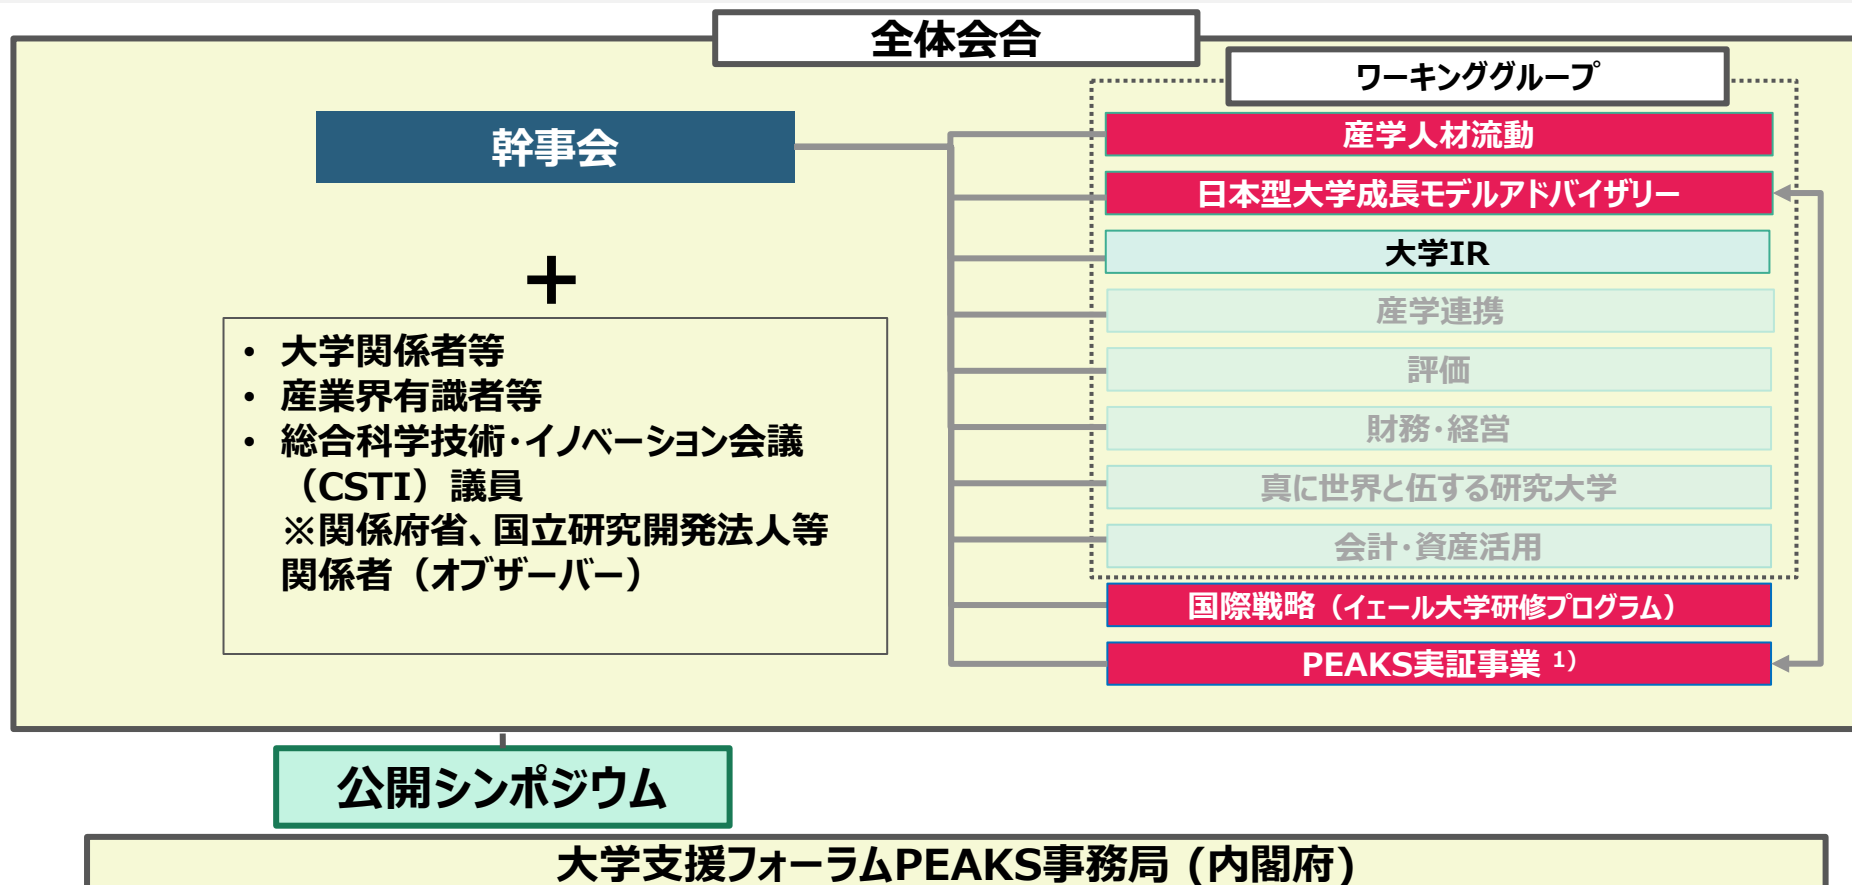 全体会合
ワーキンググループ
幹事会
＋
• 大学関係者等
• 産業界有識者等
• 総合科学技術・イノベーション会議
（CSTI）議員
※関係府省、国立研究開発法人等
関係者（オブザーバー）
産学人材流動
日本型大学成長モデルアドバイザリー
大学IR
産学連携
評価
財務・経営
真に世界と伍する研究大学
会計・資産活用
国際戦略（イェール大学研修プログラム）
PEAKS実証事業 1)
公開シンポジウム
大学支援フォーラムPEAKS事務局 (内閣府)